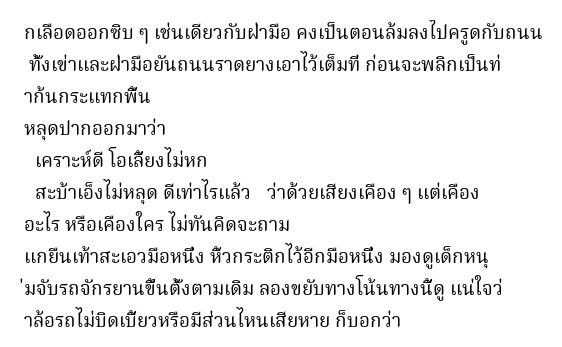 กเลือดออกซิบ ๆ เช่นเดียวกับฝ่ามือ คงเป็นตอนล้มลงไปครูดกับถนน
ทั้งเข่าและฝ่ามือยันถนนราดยางเอาไว้เต็มที่ ก่อนจะพลิกเป็นท่
าก้นกระแทกพื้น
หลุดปากออกมาว่า
เคราะห์ดี โอเลี้ยงไม่หก
สะบ้าเอ็งไม่หลุด ดีเท่าไรแล้ว ว่าด้วยเสียงเคือง ๆ แต่เคือง
อะไร หรือเคืองใคร ไม่ทันคิดจะถาม
แกยืนเท้าสะเอวมือหนึ่ง หิ้วกระติกไว้อีกมือหนึ่ง มองดูเด็กหนุ
่มจับรถจักรยานขึ้นตั้งตามเดิม ลองขยับทางโน้นทางนี้ดู แน่ใจว่
าล้อรถไม่บิดเบี้ยวหรือมีส่วนไหนเสียหาย ก็บอกว่า